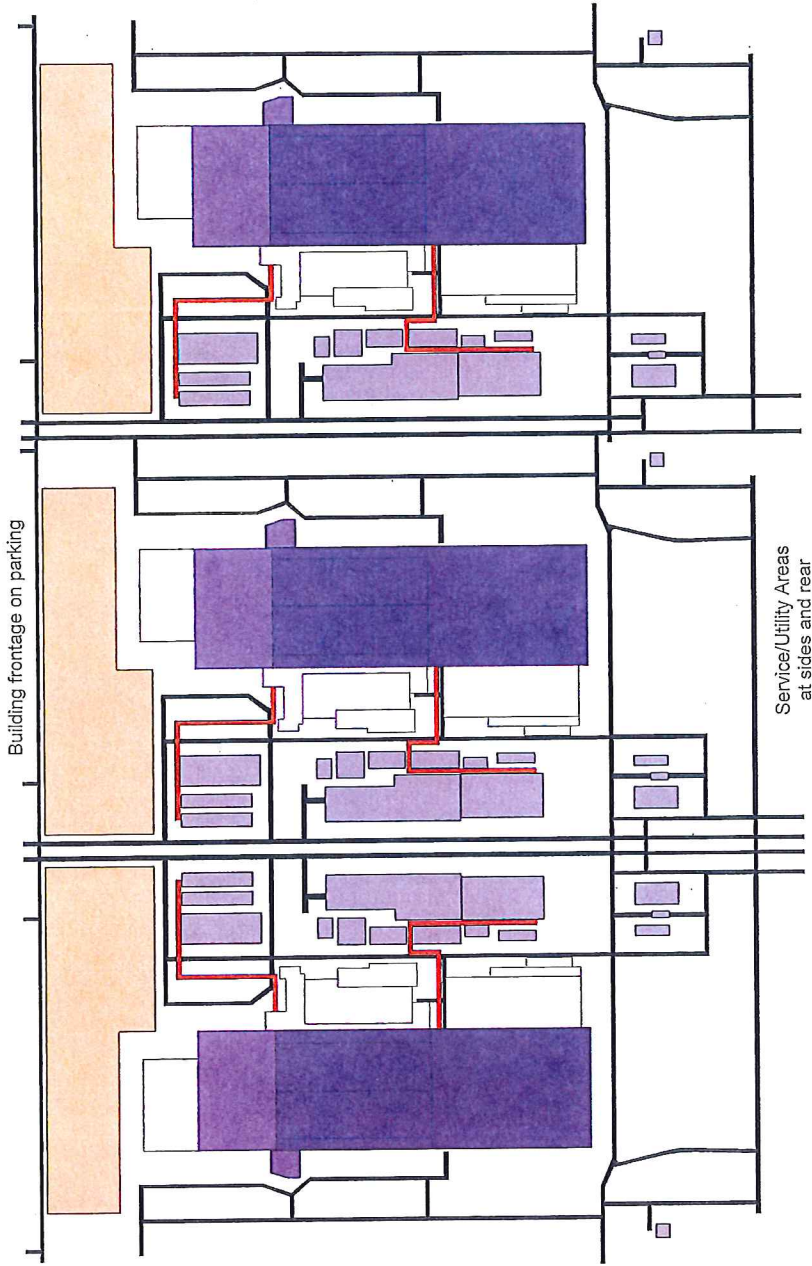 Building frontage on parking
Service/Utility Areas
at sides and rear